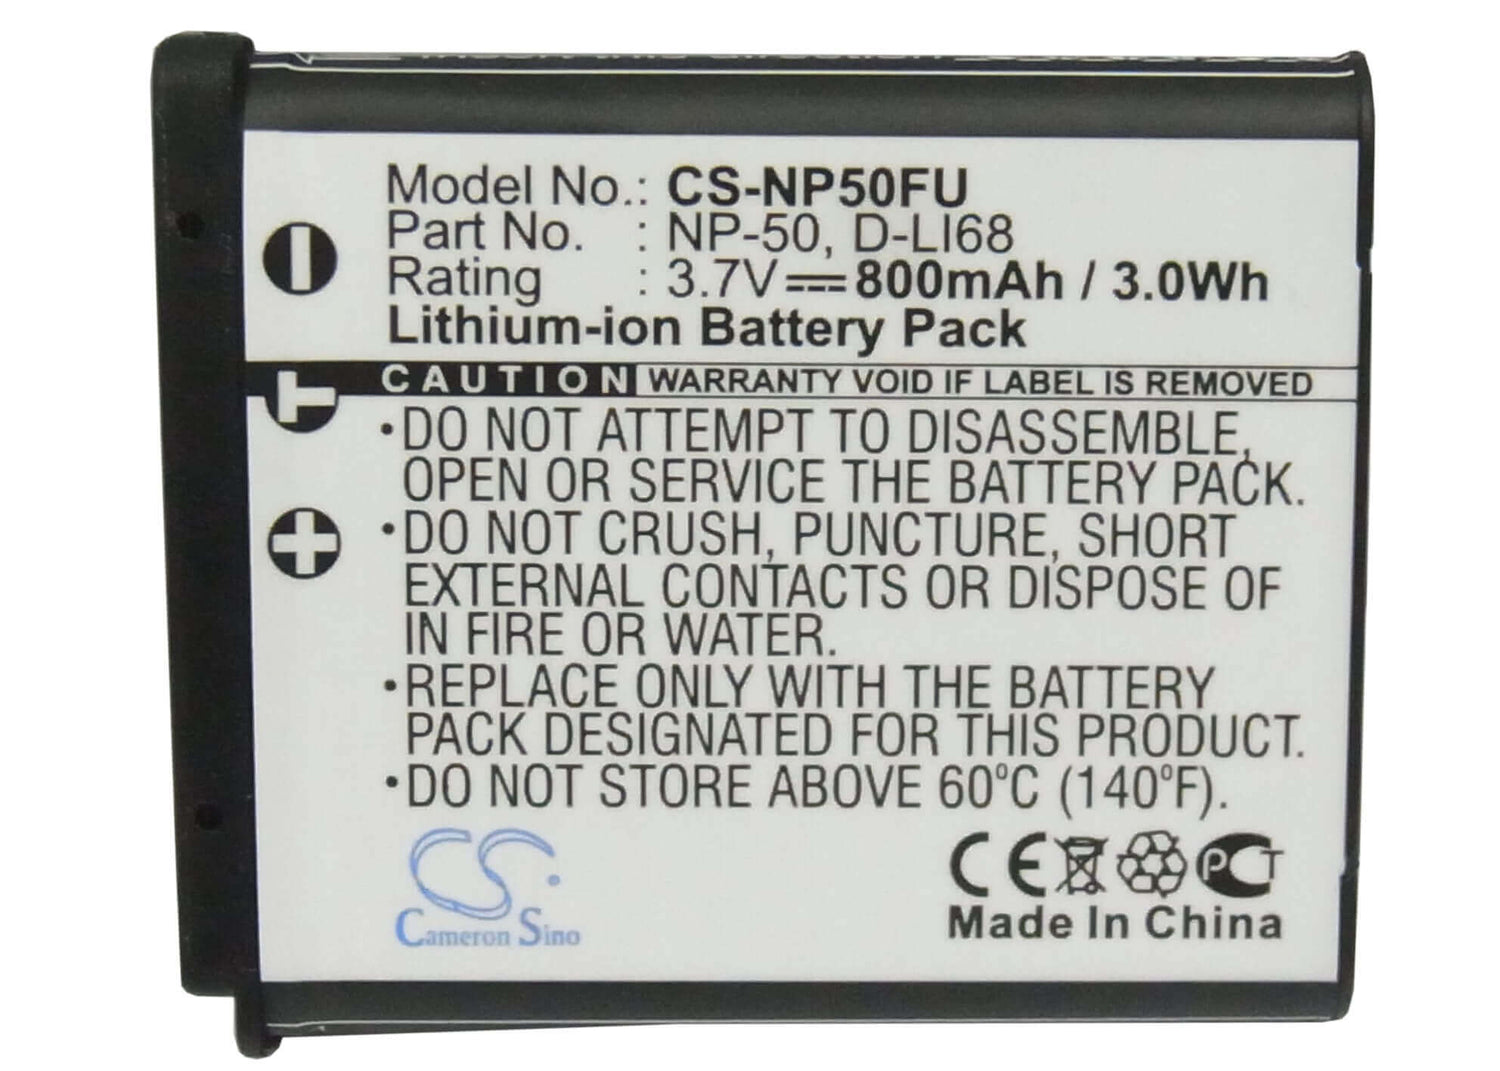 Model No.: CS-NP50FU
Part No. : NP-50, D-LI68
Rating : 3.7V 800mAh / 3.0Wh
Lithium-ion Battery Pack
CAUTION WARRANTY VOID IF LABEL IS REMOVED
T
•DO NOT ATTEMPT TO DISASSEMBLE,
OPEN OR SERVICE THE BATTERY PACK.
•DO NOT CRUSH, PUNCTURE, SHORT
EXTERNAL CONTACTS OR DISPOSE OF
IN FIRE OR WATER.
•REPLACE ONLY WITH THE BATTERY
PACK DESIGNATED FOR THIS PRODUCT.
•DO NOT STORE ABOVE 60°C (140°F).
CS.
Cameron Sino
CE PCT
Made In China